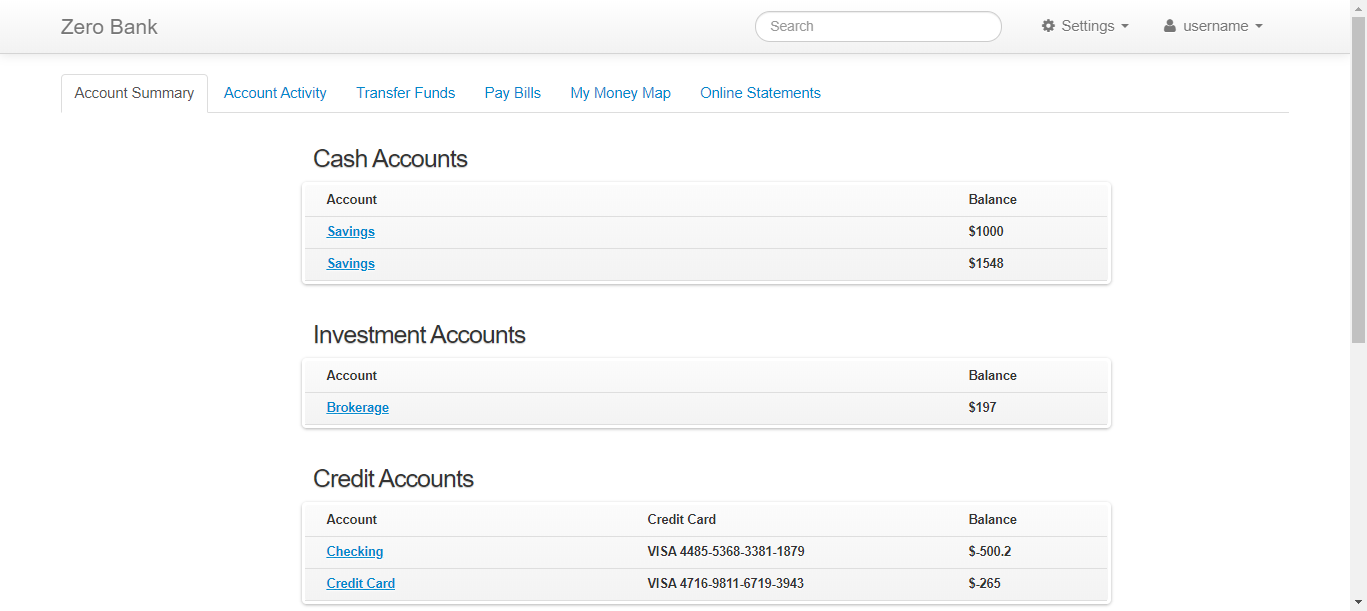 Zero Bank Search Settings username
Account Summary Account Activity Transfer Funds Pay Bills My Money Map Online Statements
Cash Accounts
Account Balance
Savings $1000
Savings $1548
Investment Accounts
Account Balance
Brokerage $197
Credit Accounts
Account Credit Card Balance
Checking VISA 4485-5368-3381-1879 $-500.2
Credit Card VISA 4716-9811-6719-3943 $-265